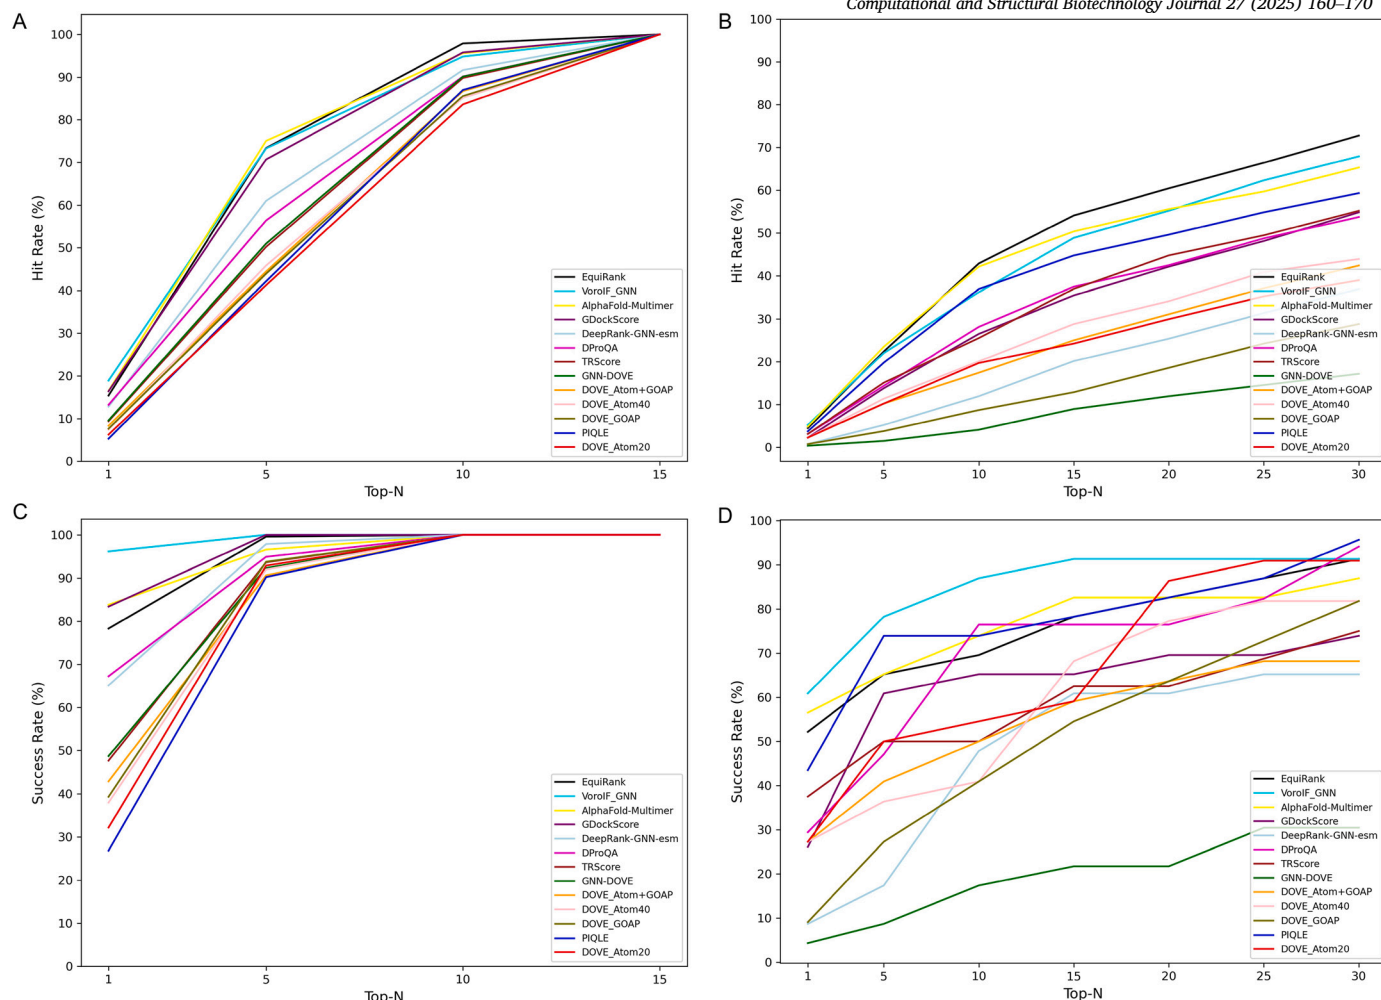 Computational and Structural Biotechnology Journal 27 (2025) 160–170
A
100
90
80
70
60
50
40
30
20
10
0
Hit Rate (%)
EquiRank
VoroIF_GNN
AlphaFold-Multimer
GDockScore
DeepRank-GNN-esm
DProQA
TRScore
GNN-DOVE
DOVE_Atom+GOAP
DOVE_Atom40
DOVE_GOAP
PIQLE
DOVE_Atom20
1 5 10 15
Top-N
B
100
90
80
70
60
50
40
30
20
10
0
Hit Rate (%)
EquiRank
VoroIF_GNN
AlphaFold-Multimer
GDockScore
DeepRank-GNN-esm
DProQA
TRScore
GNN-DOVE
DOVE_Atom+GOAP
DOVE_Atom40
DOVE_GOAP
PIQLE
DOVE_Atom20
1 5 10 15 20 25 30
Top-N
C
100
90
80
70
60
50
40
30
20
10
0
Success Rate (%)
EquiRank
VoroIF_GNN
AlphaFold-Multimer
GDockScore
DeepRank-GNN-esm
DProQA
TRScore
GNN-DOVE
DOVE_Atom+GOAP
DOVE_Atom40
DOVE_GOAP
PIQLE
DOVE_Atom20
1 5 10 15
Top-N
D
100
90
80
70
60
50
40
30
20
10
0
Success Rate (%)
EquiRank
VoroIF_GNN
AlphaFold-Multimer
GDockScore
DeepRank-GNN-esm
DProQA
TRScore
GNN-DOVE
DOVE_Atom+GOAP
DOVE_Atom40
DOVE_GOAP
PIQLE
DOVE_Atom20
1 5 10 15 20 25 30
Top-N